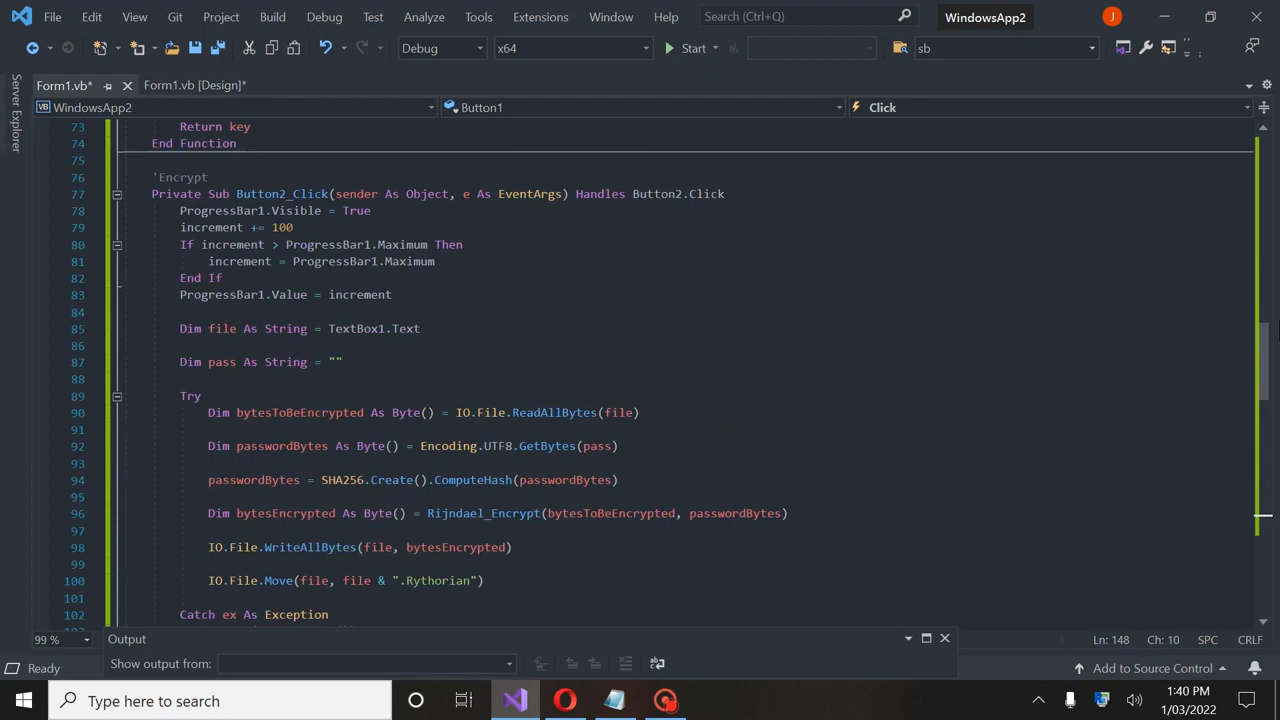 File Edit View Git Project Build Debug Test Analyze Tools Extensions Window Help Search (Ctrl+Q) WindowsApp2 J
Debug x64 Start sb
Form1.vb* Form1.vb [Design]*
VB WindowsApp2 Button1 Click
Server Explorer
73 Return key
74 End Function
75
76 'Encrypt
77 Private Sub Button2_Click(sender As Object, e As EventArgs) Handles Button2.Click
78 ProgressBar1.Visible = True
79 increment += 100
80 If increment > ProgressBar1.Maximum Then
81 increment = ProgressBar1.Maximum
82 End If
83 ProgressBar1.Value = increment
84
85 Dim file As String = TextBox1.Text
86
87 Dim pass As String = ""
88
89 Try
90 Dim bytesToBeEncrypted As Byte() = IO.File.ReadAllBytes(file)
91
92 Dim passwordBytes As Byte() = Encoding.UTF8.GetBytes(pass)
93
94 passwordBytes = SHA256.Create().ComputeHash(passwordBytes)
95
96 Dim bytesEncrypted As Byte() = Rijndael_Encrypt(bytesToBeEncrypted, passwordBytes)
97
98 IO.File.WriteAllBytes(file, bytesEncrypted)
99
100 IO.File.Move(file, file & ".Rythorian")
101
102 Catch ex As Exception
99 % Output Ln: 148 Ch: 10 SPC CRLF
Show output from:
Ready Add to Source Control
Type here to search
1:40 PM
1/03/2022